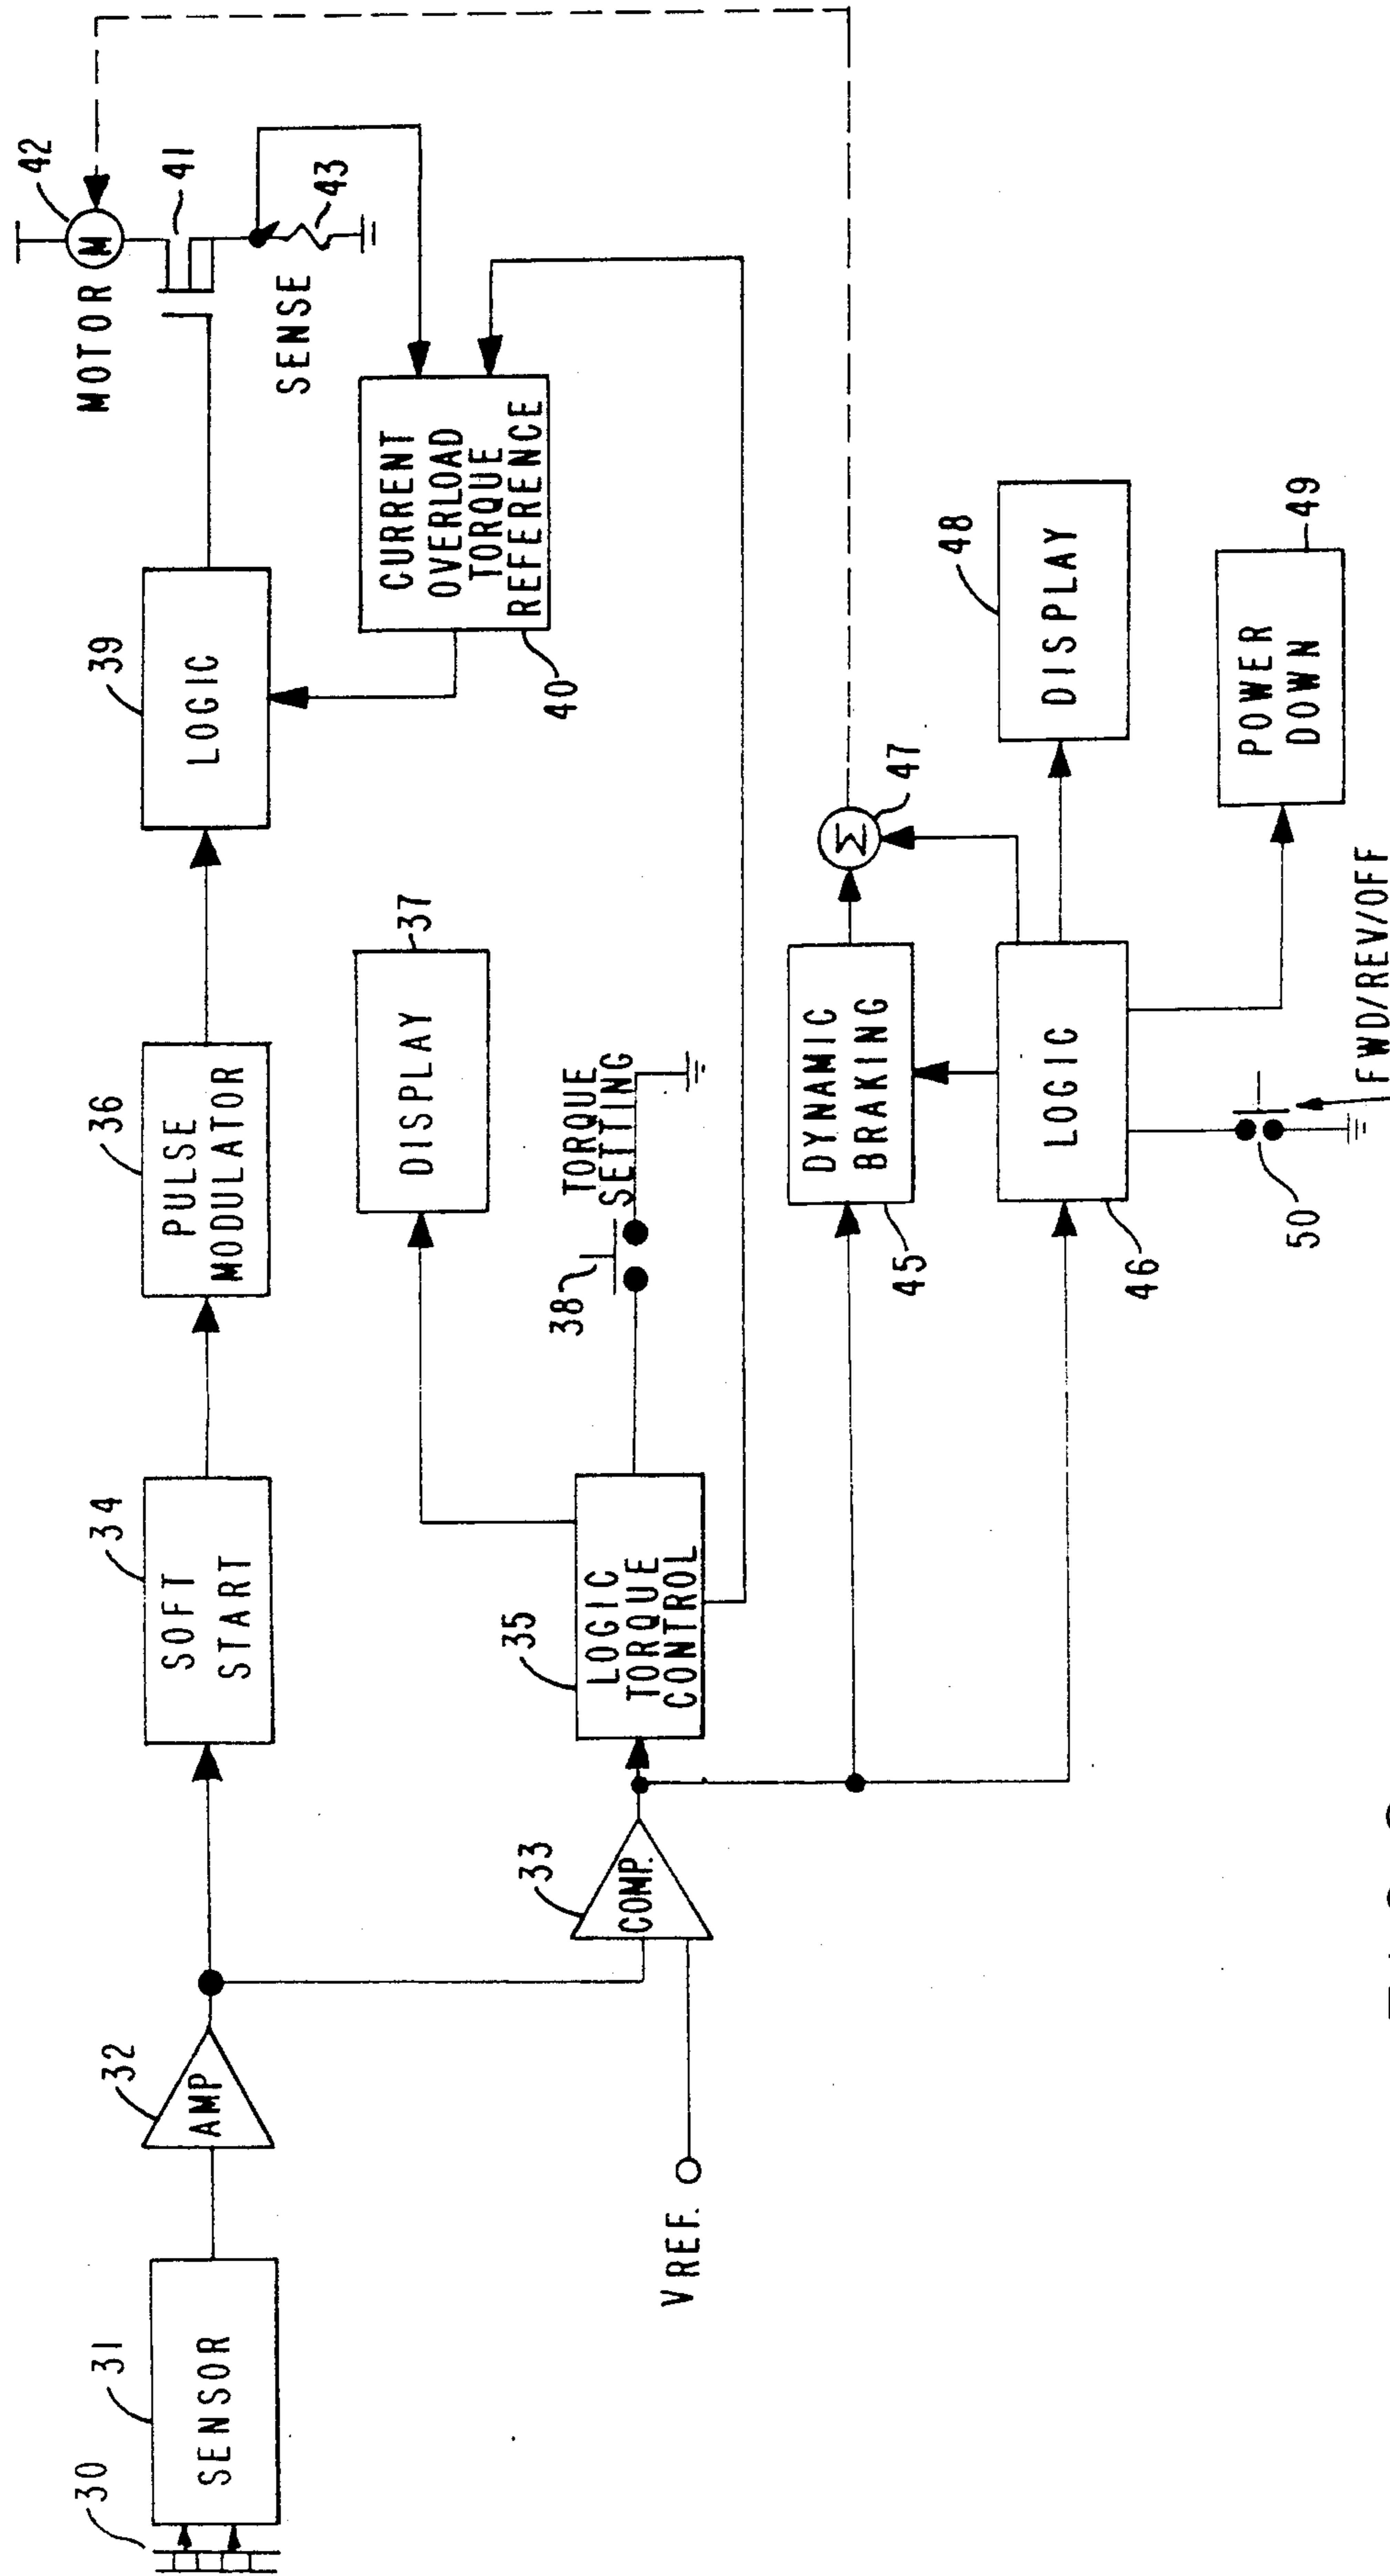 30
31
SENSOR
32
AMP
VREF.
33
COMP.
34
SOFT
START
35
LOGIC
TORQUE
CONTROL
36
PULSE
MODULATOR
37
DISPLAY
38
TORQUE
SETTING
39
LOGIC
40
CURRENT
OVERLOAD
TORQUE
REFERENCE
MOTOR
M
42
41
SENSE
43
45
DYNAMIC
BRAKING
46
LOGIC
47
Σ
48
DISPLAY
49
POWER
DOWN
50
FWD/REV/OFF